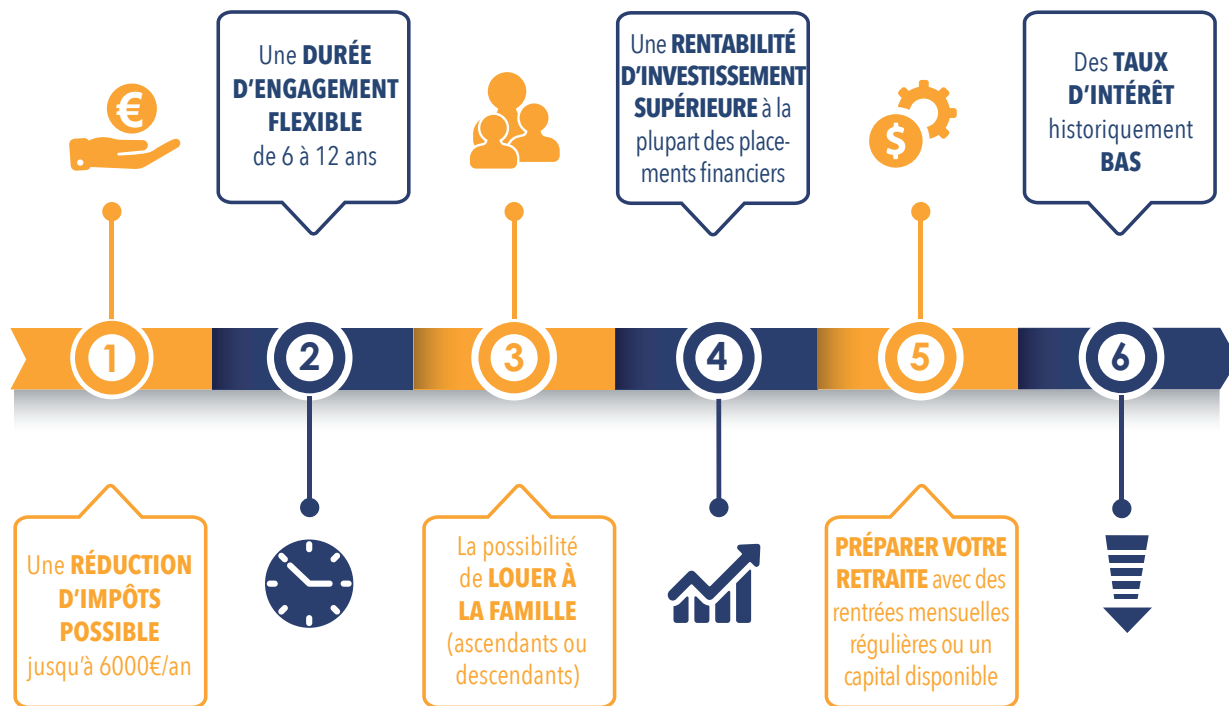 Une DURÉE
D'ENGAGEMENT
FLEXIBLE
de 6 à 12 ans
Une RENTABILITÉ
D'INVESTISSEMENT
SUPÉRIEURE à la
plupart des place-
ments financiers
Des TAUX
D'INTÉRÊT
historiquement
BAS
€
$
1
2
3
4
5
6
Une RÉDUCTION
D'IMPÔTS
POSSIBLE
jusqu'à 6000€/an
La possibilité
de LOUER À
LA FAMILLE
(ascendants ou
descendants)
PRÉPARER VOTRE
RETRAITE avec des
rentrées mensuelles
régulières ou un
capital disponible